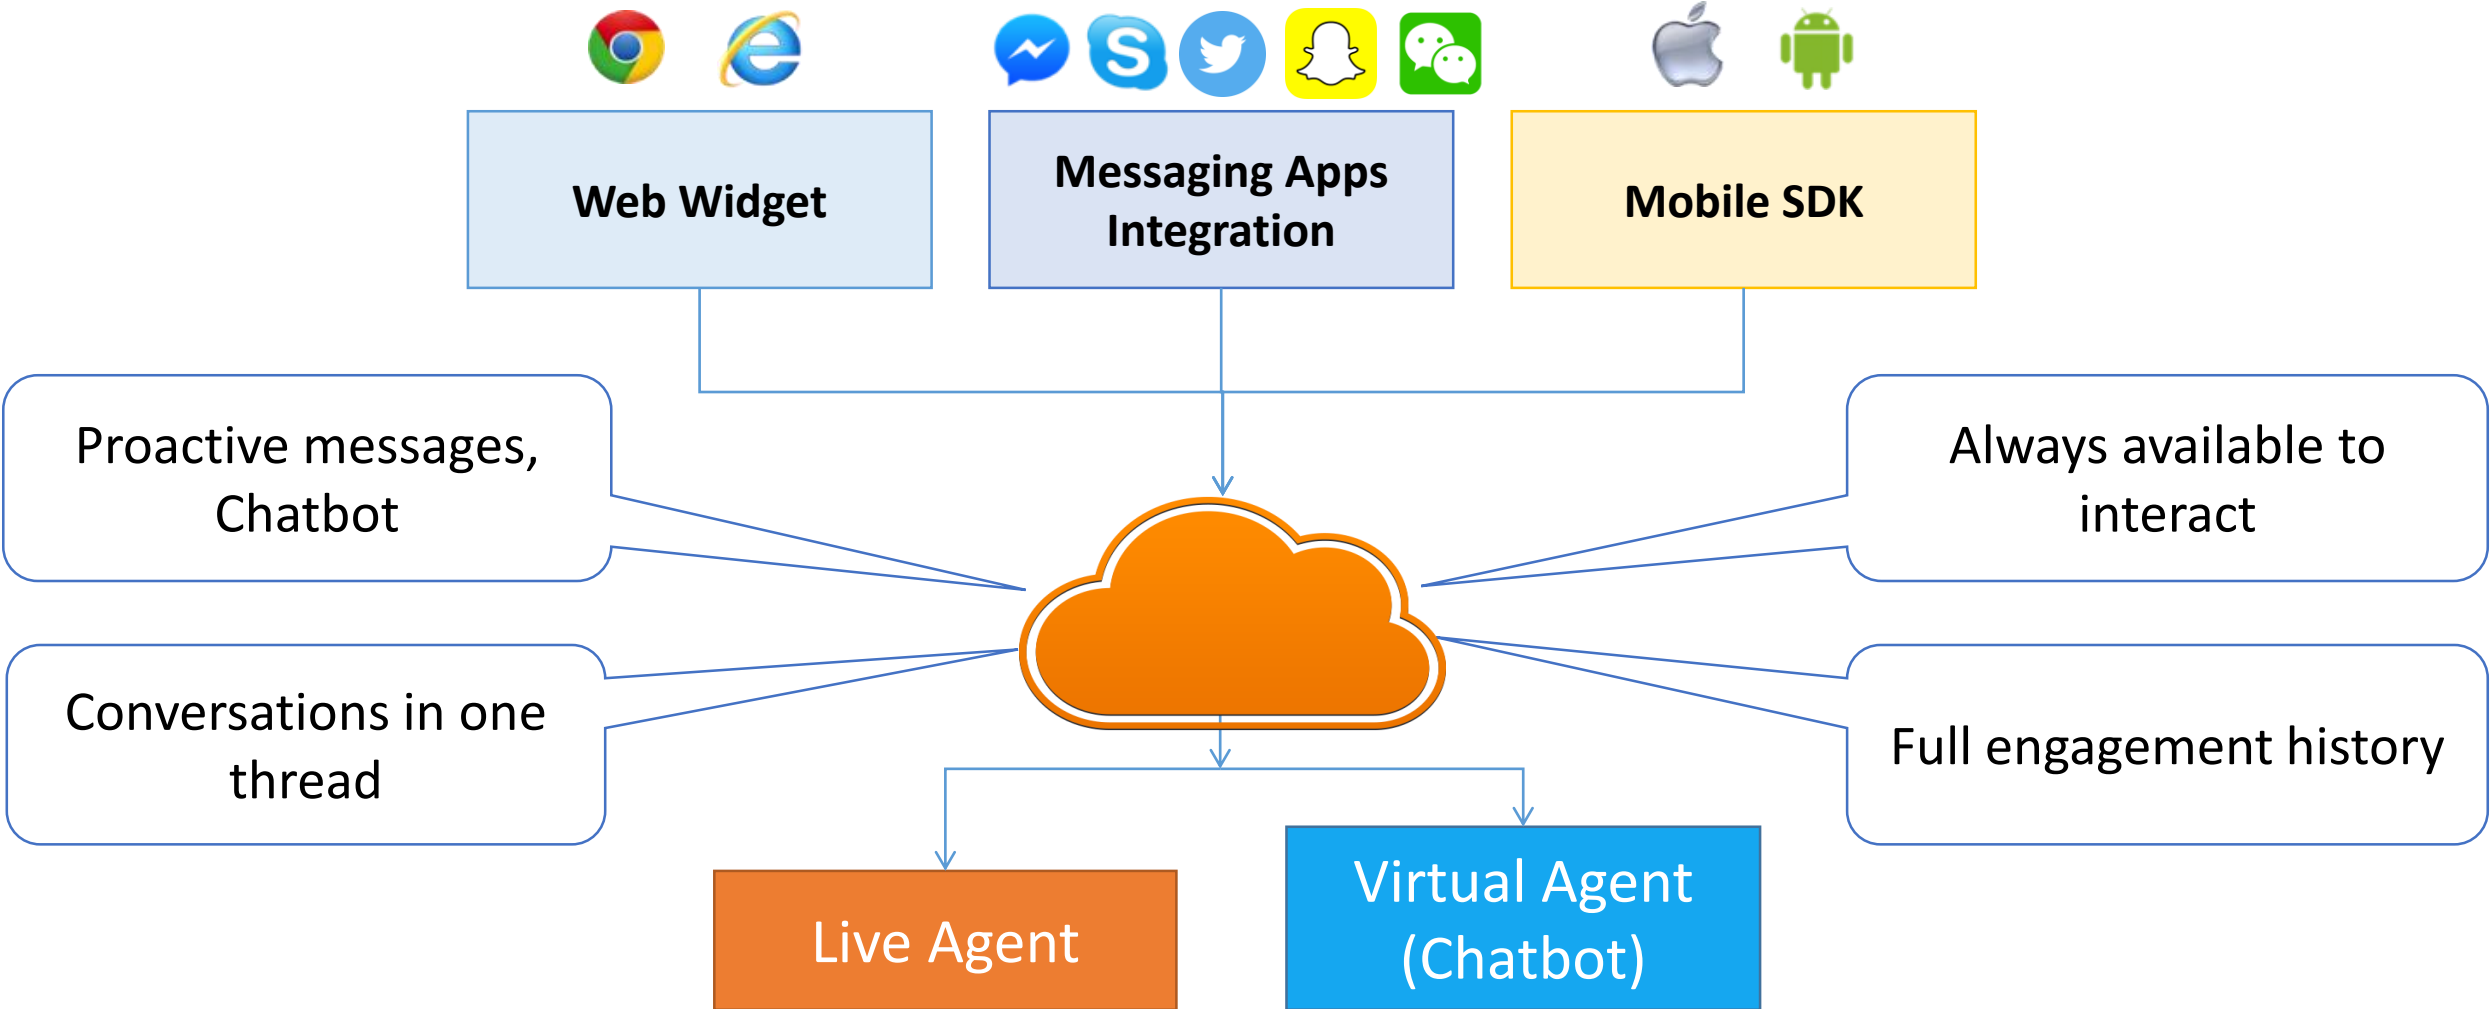 Web Widget
Messaging Apps
Integration
Mobile SDK
Proactive messages,
Chatbot
Always available to
interact
Conversations in one
thread
Full engagement history
Live Agent
Virtual Agent
(Chatbot)